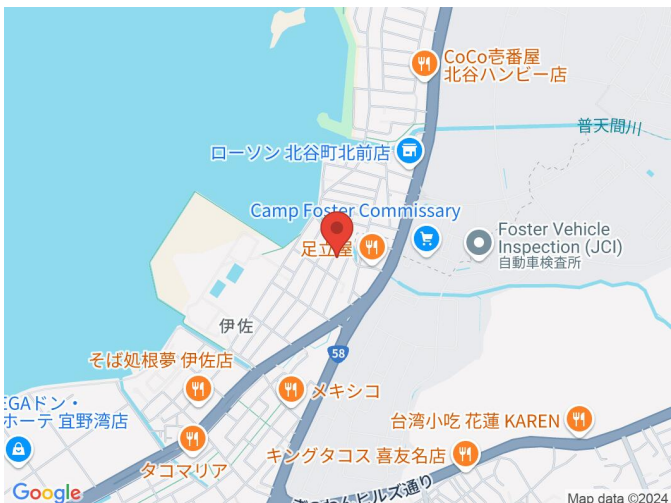 CoCo壱番屋
北谷ハンビー店
普天間川
ローソン 北谷町北前店
Camp Foster Commissary
Foster Vehicle
Inspection (JCI)
自動車検査所
足立屋
伊佐
58
そば処根夢 伊佐店
メキシコ
EGAドン・
ホーテ 宜野湾店
台湾小吃 花蓮 KAREN
タコマリア
キングタコス 喜友名店
Google
Map data ©2024